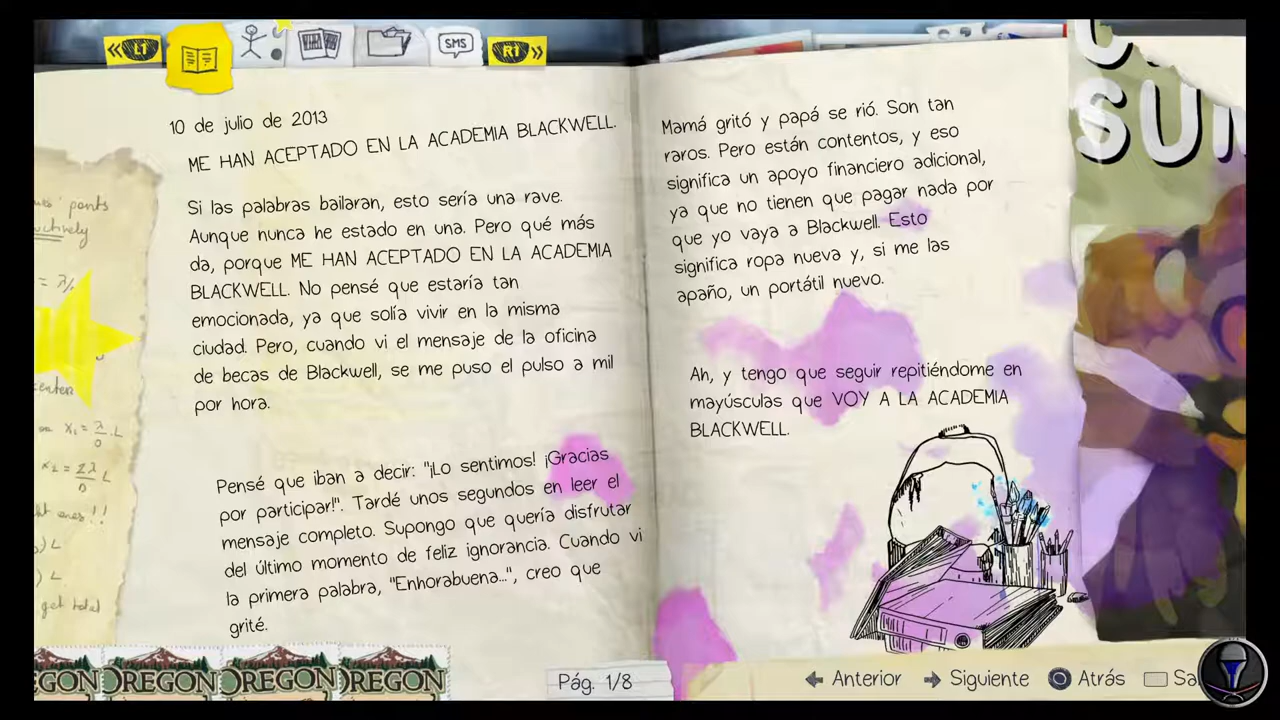 L1
SMS
R1
10 de julio de 2013
ME HAN ACEPTADO EN LA ACADEMIA BLACKWELL.
Si las palabras bailaran, esto sería una rave.
Aunque nunca he estado en una. Pero qué más
da, porque ME HAN ACEPTADO EN LA ACADEMIA
BLACKWELL. No pensé que estaría tan
emocionada, ya que solía vivir en la misma
ciudad. Pero, cuando vi el mensaje de la oficina
de becas de Blackwell, se me puso el pulso a mil
por hora.
Pensé que iban a decir: "¡Lo sentimos! ¡Gracias
por participar!". Tardé unos segundos en leer el
mensaje completo. Supongo que quería disfrutar
del último momento de feliz ignorancia. Cuando vi
la primera palabra, "Enhorabuena...", creo que
grité.
Mamá gritó y papá se rió. Son tan
raros. Pero están contentos, y eso
significa un apoyo financiero adicional,
ya que no tienen que pagar nada por
que yo vaya a Blackwell. Esto
significa ropa nueva y, si me las
apaño, un portátil nuevo.
Ah, y tengo que seguir repitiéndome en
mayúsculas que VOY A LA ACADEMIA
BLACKWELL.
OREGON OREGON OREGON
Pág. 1/8
Anterior
Siguiente
Atrás